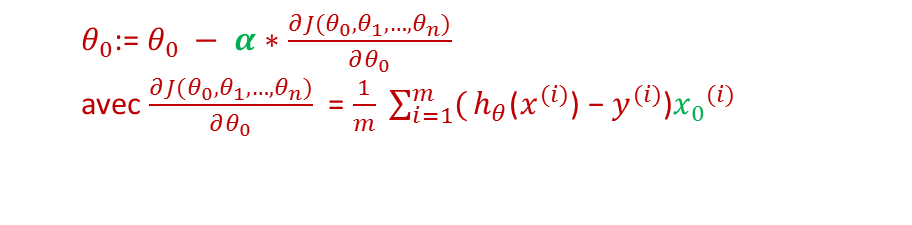 θ₀:= θ₀ − α * ∂J(θ₀,θ₁,…,θₙ)/∂θ₀
avec ∂J(θ₀,θ₁,…,θₙ)/∂θ₀ = 1/m ∑ᵢ₌₁ᵐ( h_θ(x⁽ⁱ⁾) − y⁽ⁱ⁾)x₀⁽ⁱ⁾